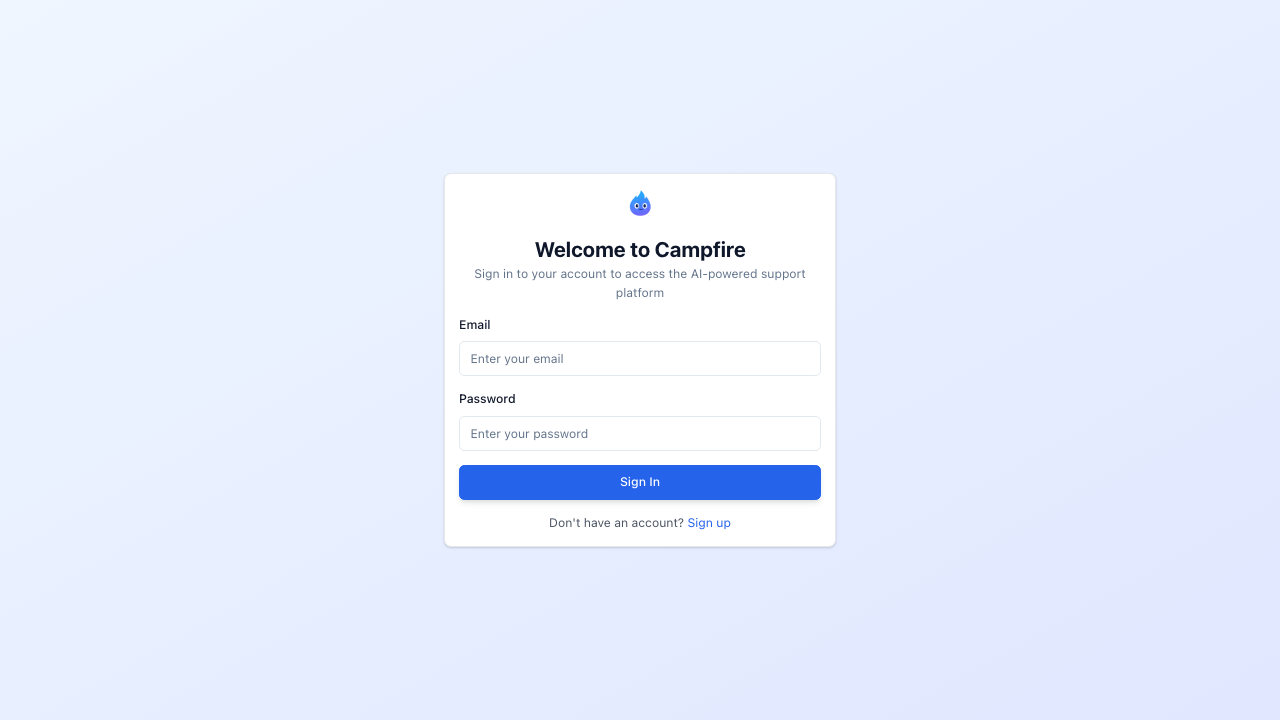 Welcome to Campfire
Sign in to your account to access the AI-powered support
platform
Email
Enter your email
Password
Enter your password
Sign In
Don't have an account? Sign up